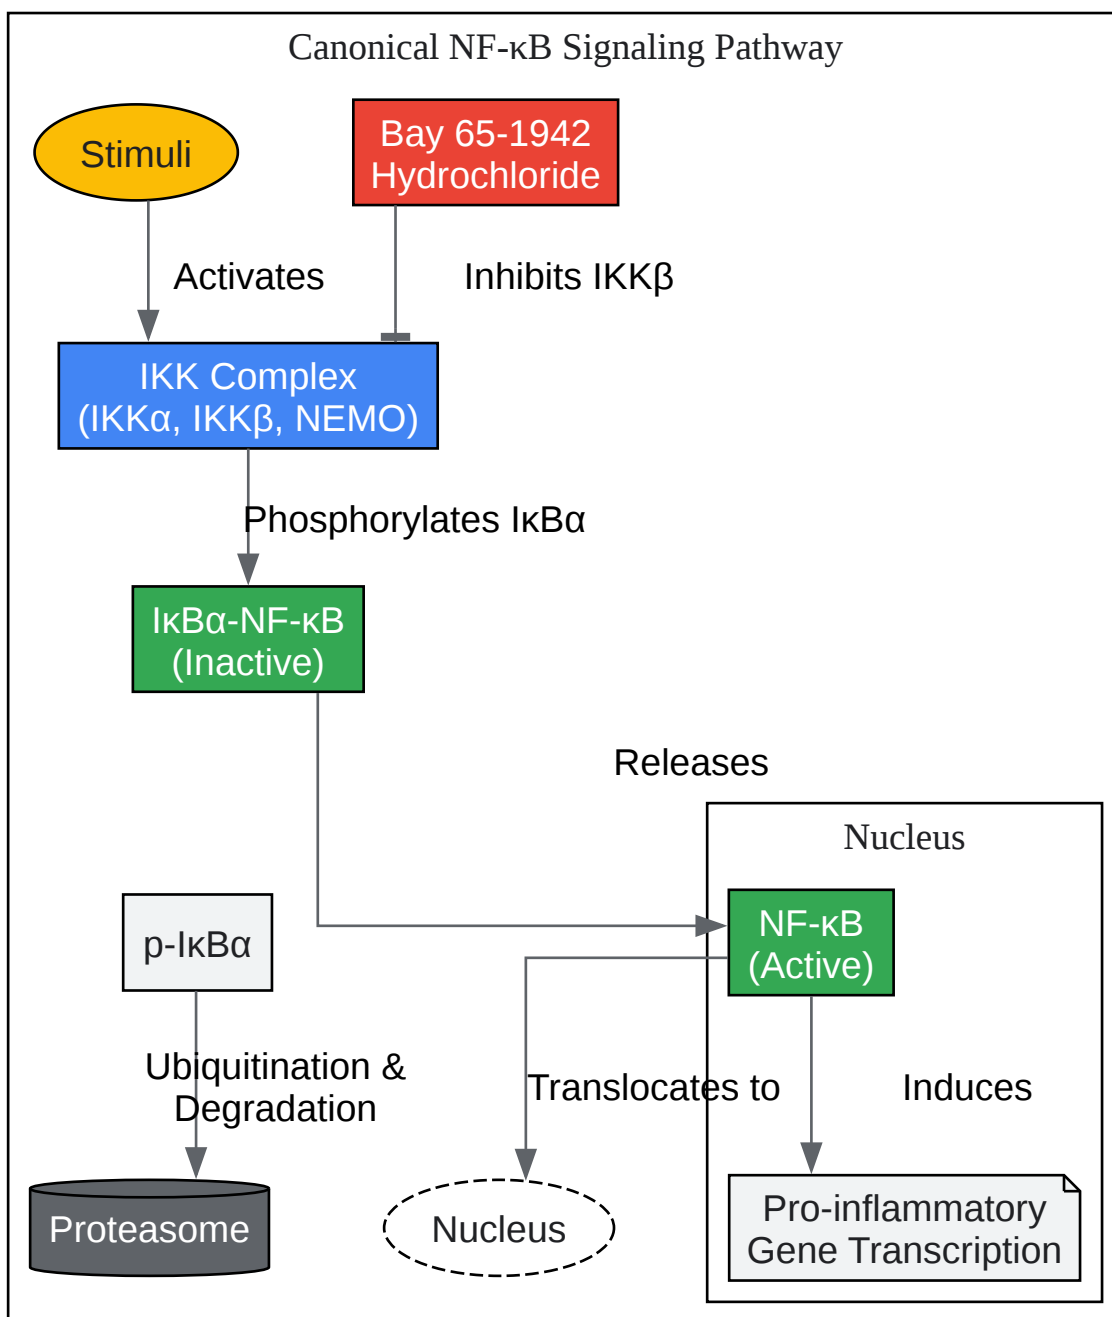 Canonical NF-κB Signaling Pathway
Stimuli
Bay 65-1942
Hydrochloride
Activates
Inhibits IKKβ
IKK Complex
(IKKα, IKKβ, NEMO)
Phosphorylates IκBα
IκBα-NF-κB
(Inactive)
Releases
Nucleus
p-IκBα
NF-κB
(Active)
Ubiquitination &
Degradation
Translocates to
Induces
Proteasome
Nucleus
Pro-inflammatory
Gene Transcription